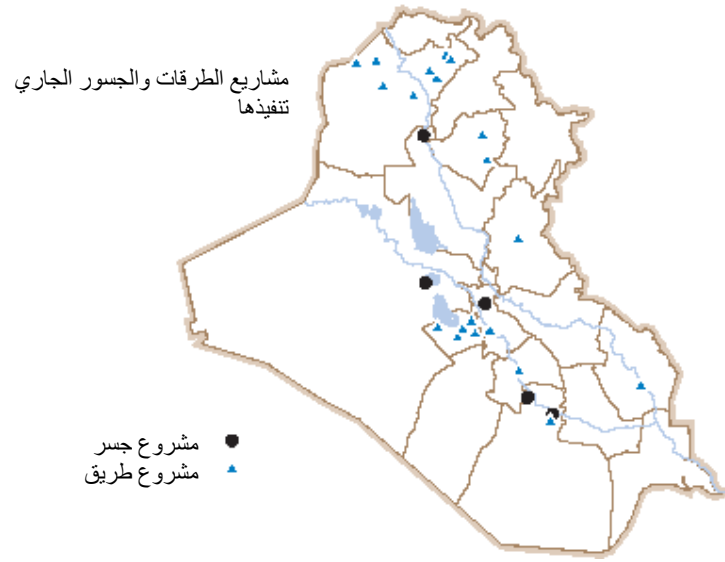 مشاريع الطرقات والجسور الجاري
تنفيذها
مشروع جسر
مشروع طريق